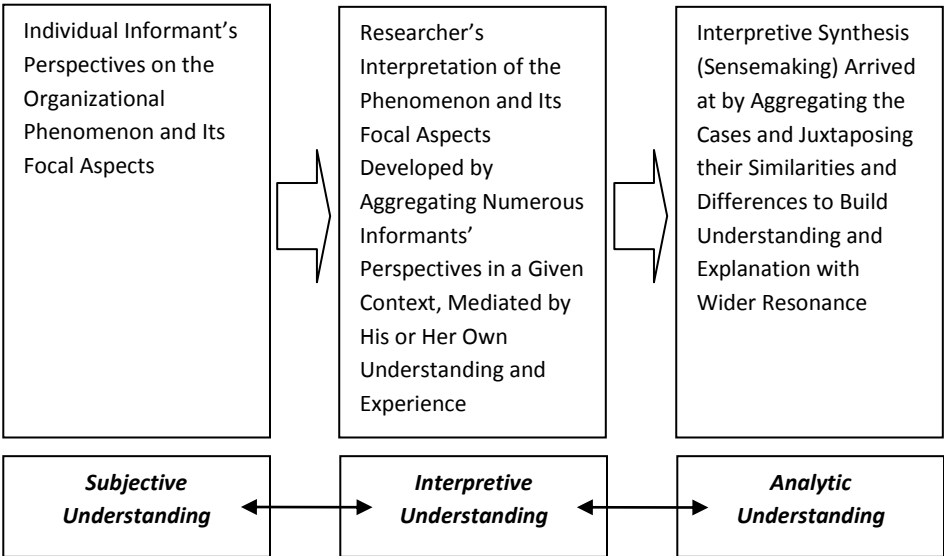 Individual Informant's
Perspectives on the
Organizational
Phenomenon and Its
Focal Aspects
Researcher's
Interpretation of the
Phenomenon and Its
Focal Aspects
Developed by
Aggregating Numerous
Informants'
Perspectives in a Given
Context, Mediated by
His or Her Own
Understanding and
Experience
Interpretive Synthesis
(Sensemaking) Arrived
at by Aggregating the
Cases and Juxtaposing
their Similarities and
Differences to Build
Understanding and
Explanation with
Wider Resonance
Subjective
Understanding
Interpretive
Understanding
Analytic
Understanding